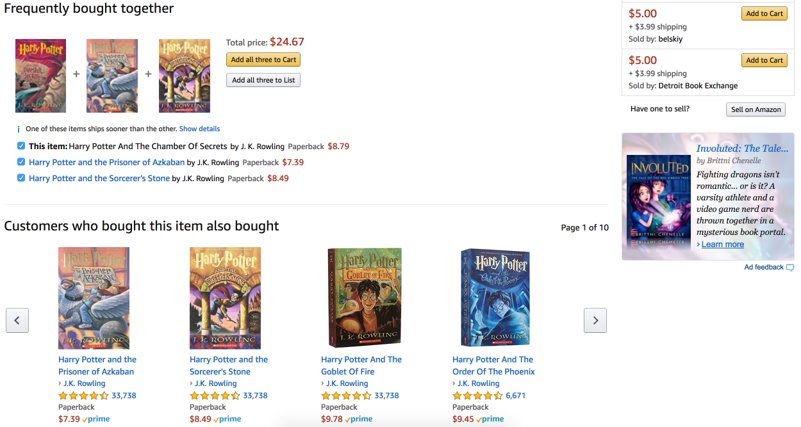 Frequently bought together
Harry Potter
J.K. ROWLING
Harry Potter
J.K. ROWLING
Harry Potter
J.K. ROWLING
+
+
Total price: $24.67
Add all three to Cart
Add all three to List
i One of these items ships sooner than the other. Show details
This item: Harry Potter And The Chamber Of Secrets by J. K. Rowling Paperback $8.79
Harry Potter and the Prisoner of Azkaban by J.K. Rowling Paperback $7.39
Harry Potter and the Sorcerer's Stone by J.K. Rowling Paperback $8.49
$5.00
Add to Cart
+ $3.99 shipping
Sold by: belskiy
$5.00
Add to Cart
+ $3.99 shipping
Sold by: Detroit Book Exchange
Have one to sell?
Sell on Amazon
INVOLUTED
BRITTNI CHENELLE
Involuted: The Tale...
by Brittni Chenelle
Fighting dragons isn't
romantic... or is it? A
varsity athlete and a
video game nerd are
thrown together in a
mysterious book portal.
› Learn more
Ad feedback
Customers who bought this item also bought
Page 1 of 10
Harry Potter
J.K. ROWLING
Harry Potter and the
Prisoner of Azkaban
› J.K. Rowling
33,738
Paperback
$7.39 prime
Harry Potter
J.K. ROWLING
Harry Potter and the
Sorcerer's Stone
› J.K. Rowling
33,738
Paperback
$8.49 prime
Harry Potter
GOBLET OF FIRE
J. K. ROWLING
Harry Potter And The
Goblet Of Fire
› J.K. Rowling
33,738
Paperback
$9.78 prime
Harry Potter
J. K. ROWLING
Harry Potter And The
Order Of The Phoenix
› J.K. Rowling
6,671
Paperback
$9.45 prime